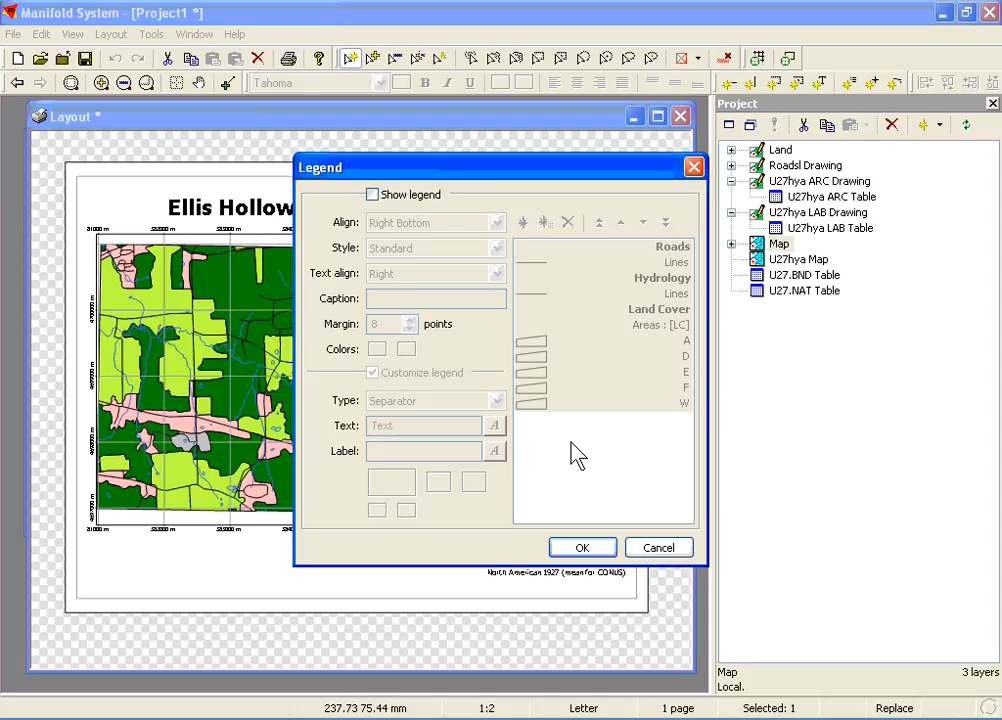 Manifold System - [Project1 *]
File Edit View Layout Tools Window Help
Tahoma
B I U
Layout *
Ellis Hollow
Legend
Show legend
Align: Right Bottom
Style: Standard
Text align: Right
Caption:
Margin: 8 points
Colors:
Customize legend
Type: Separator
Text: Text A
Label: A
Roads
Lines
Hydrology
Lines
Land Cover
Areas : [LC]
A
D
E
F
W
OK Cancel
North American 1927 (mean for CONUS)
Project
Land
Roadsl Drawing
U27hya ARC Drawing
U27hya ARC Table
U27hya LAB Drawing
U27hya LAB Table
Map
U27hya Map
U27.BND Table
U27.NAT Table
Map 3 layers
Local.
237.73 75.44 mm 1:2 Letter 1 page Selected: 1 Replace